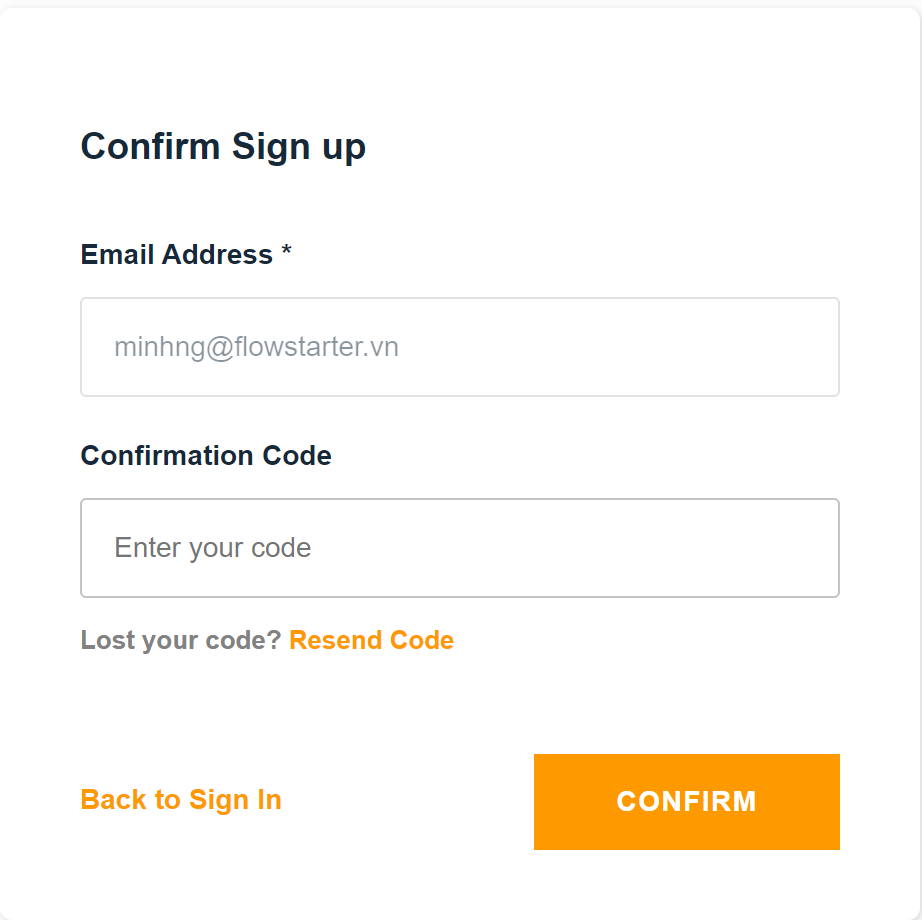 Confirm Sign up
Email Address *
minhng@flowstarter.vn
Confirmation Code
Enter your code
Lost your code? Resend Code
Back to Sign In
CONFIRM